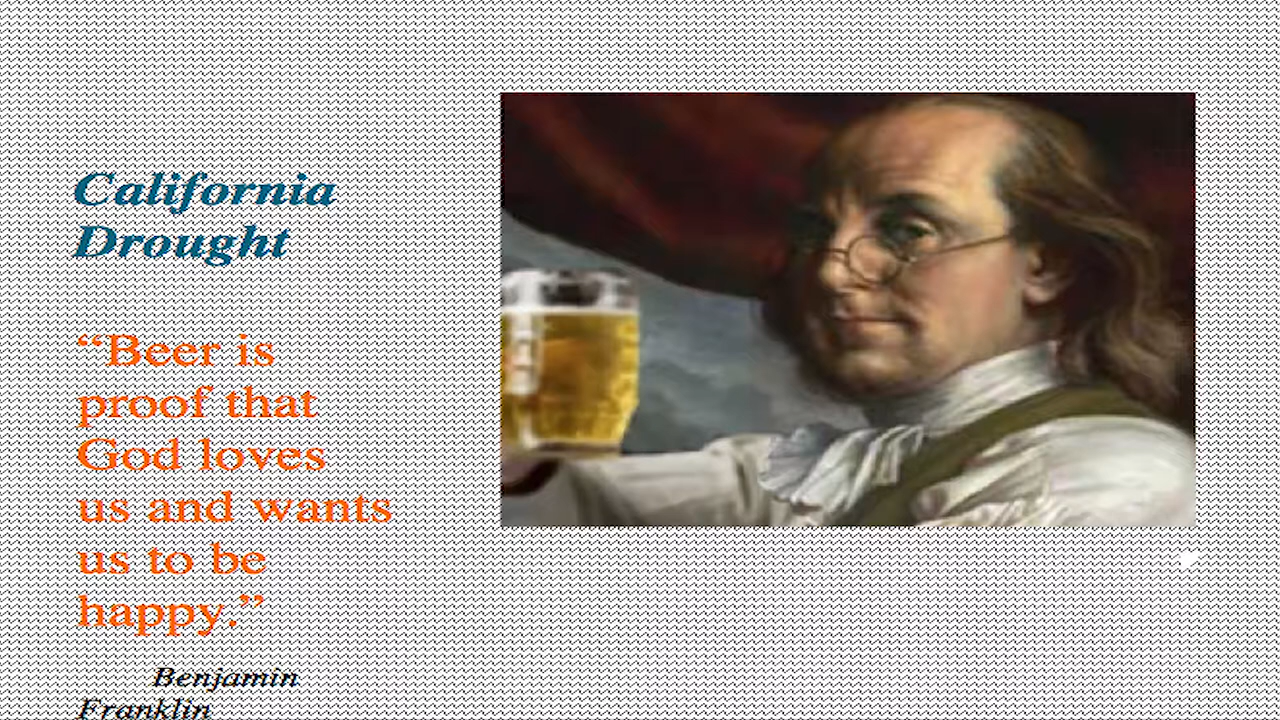 California
Drought
“Beer is
proof that
God loves
us and wants
us to be
happy.”
Benjamin
Franklin